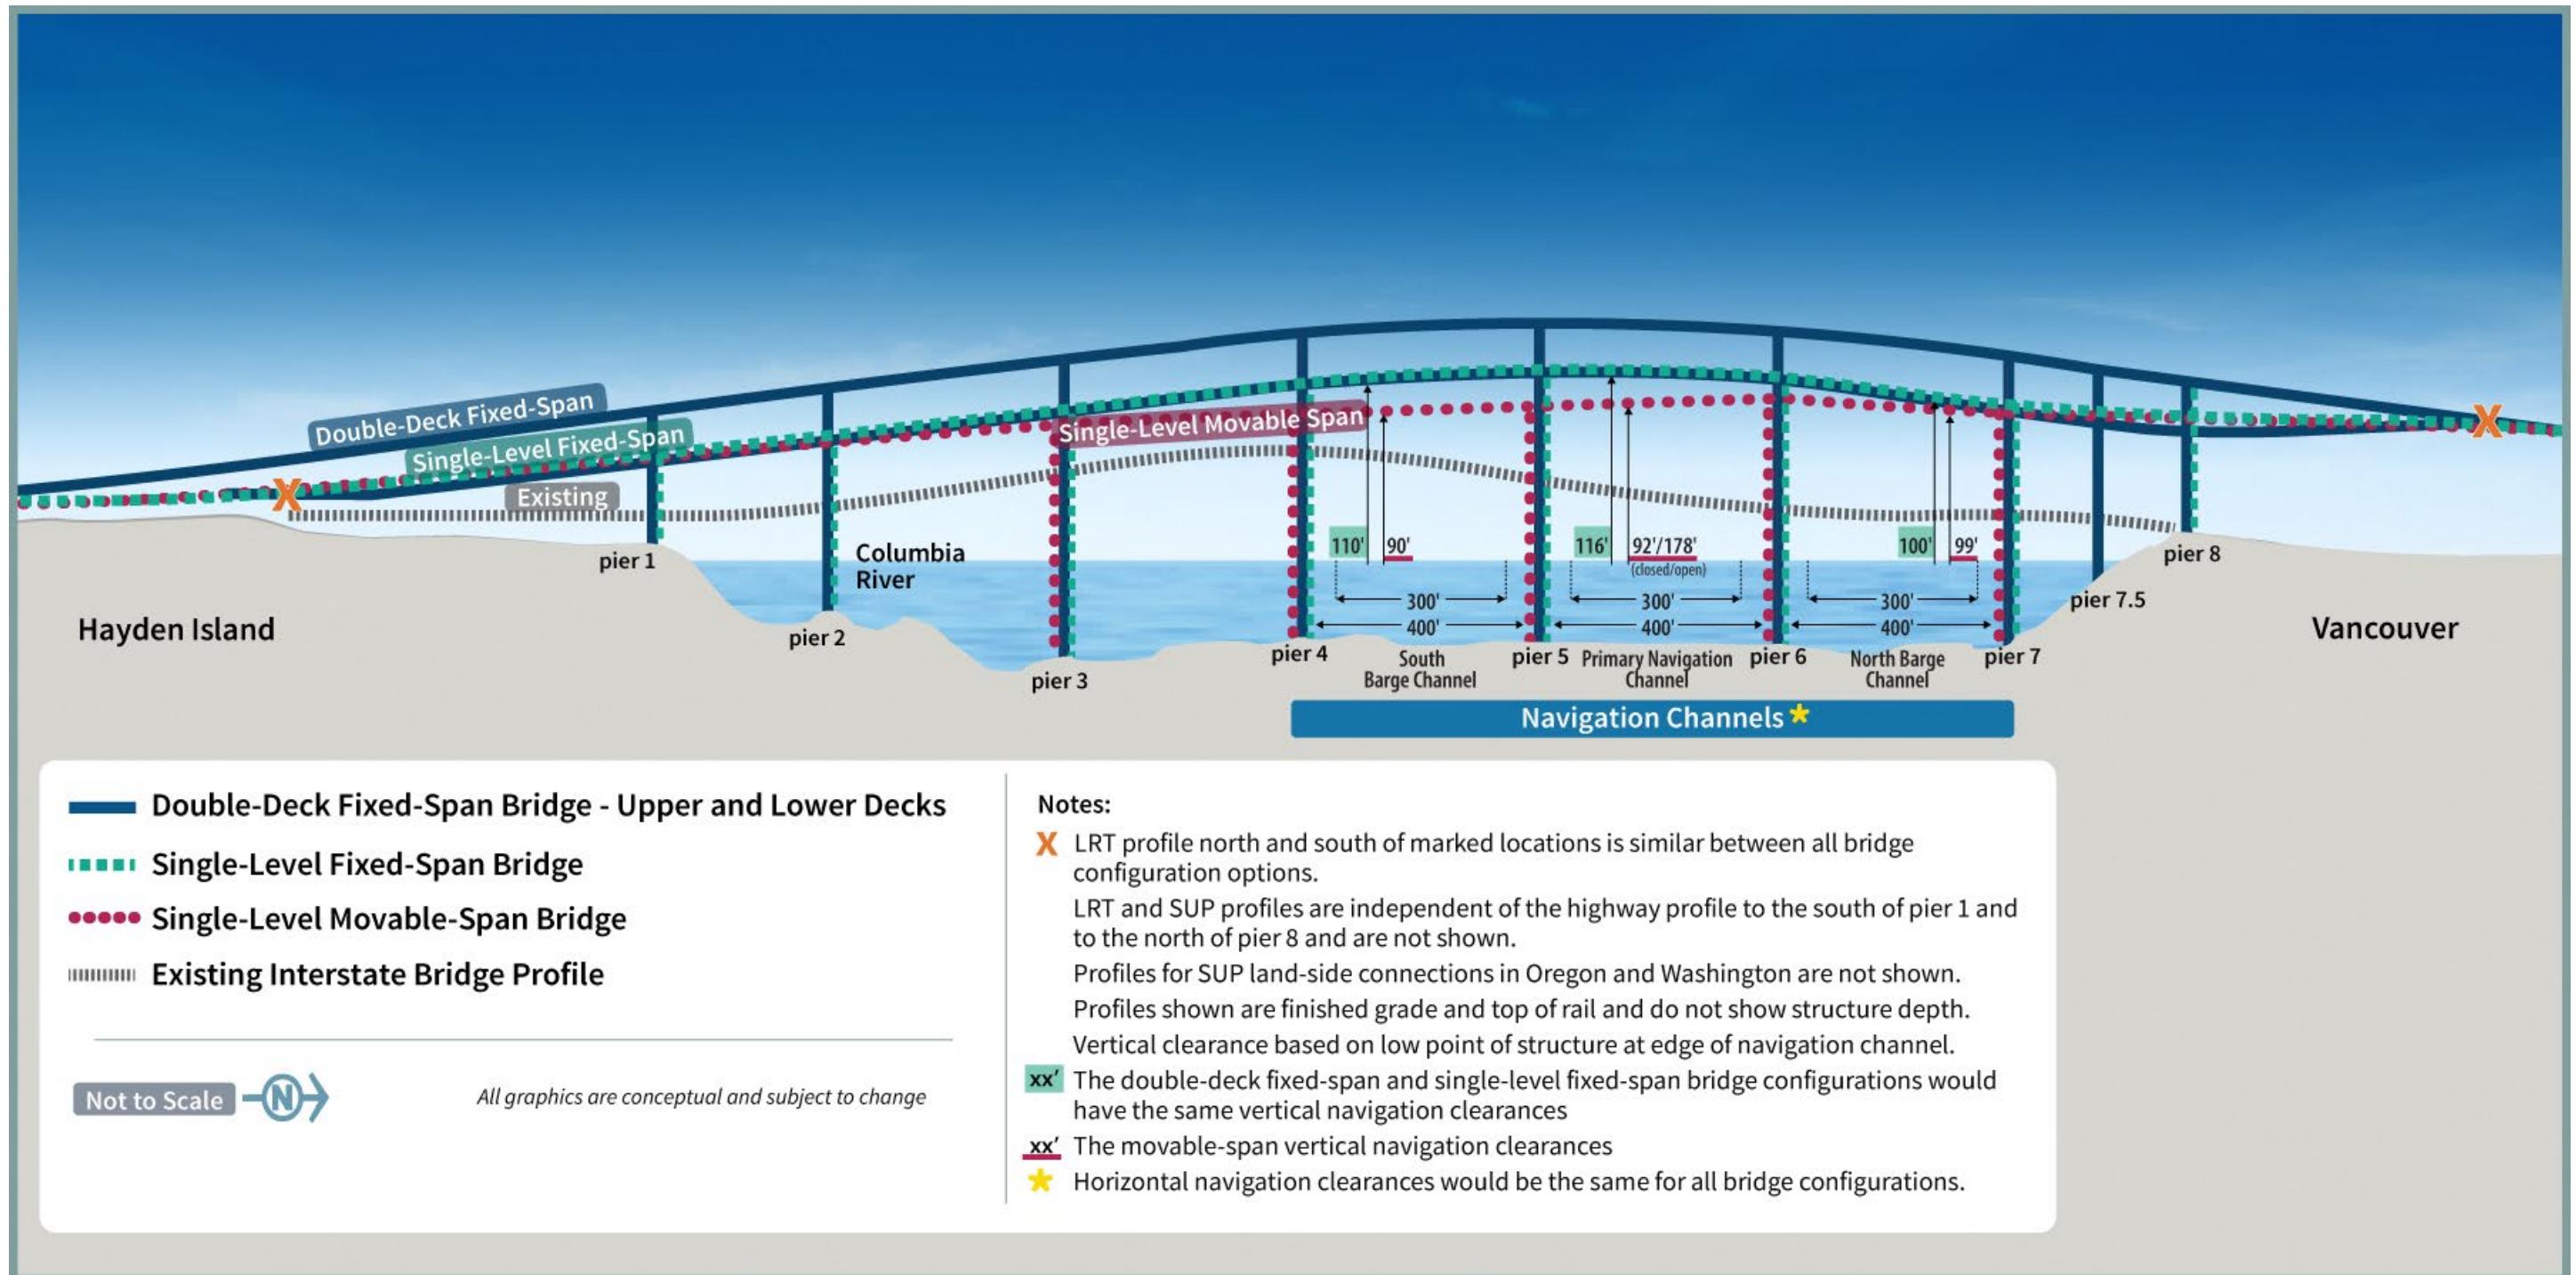 Double-Deck Fixed-Span
Single-Level Fixed-Span
Single-Level Movable Span
Existing
110'
90'
116'
92'/178'
(closed/open)
100'
99'
Columbia
River
pier 1
pier 8
300'
300'
300'
pier 7.5
400'
400'
400'
Hayden Island
pier 2
Vancouver
pier 3
pier 4
South
Barge Channel
pier 5
Primary Navigation
Channel
pier 6
North Barge
Channel
pier 7
Navigation Channels *
Double-Deck Fixed-Span Bridge - Upper and Lower Decks
Single-Level Fixed-Span Bridge
Single-Level Movable-Span Bridge
Existing Interstate Bridge Profile
Not to Scale
N
All graphics are conceptual and subject to change
Notes:
X LRT profile north and south of marked locations is similar between all bridge
configuration options.
LRT and SUP profiles are independent of the highway profile to the south of pier 1 and
to the north of pier 8 and are not shown.
Profiles for SUP land-side connections in Oregon and Washington are not shown.
Profiles shown are finished grade and top of rail and do not show structure depth.
Vertical clearance based on low point of structure at edge of navigation channel.
xx' The double-deck fixed-span and single-level fixed-span bridge configurations would
have the same vertical navigation clearances
xx' The movable-span vertical navigation clearances
* Horizontal navigation clearances would be the same for all bridge configurations.
X
X